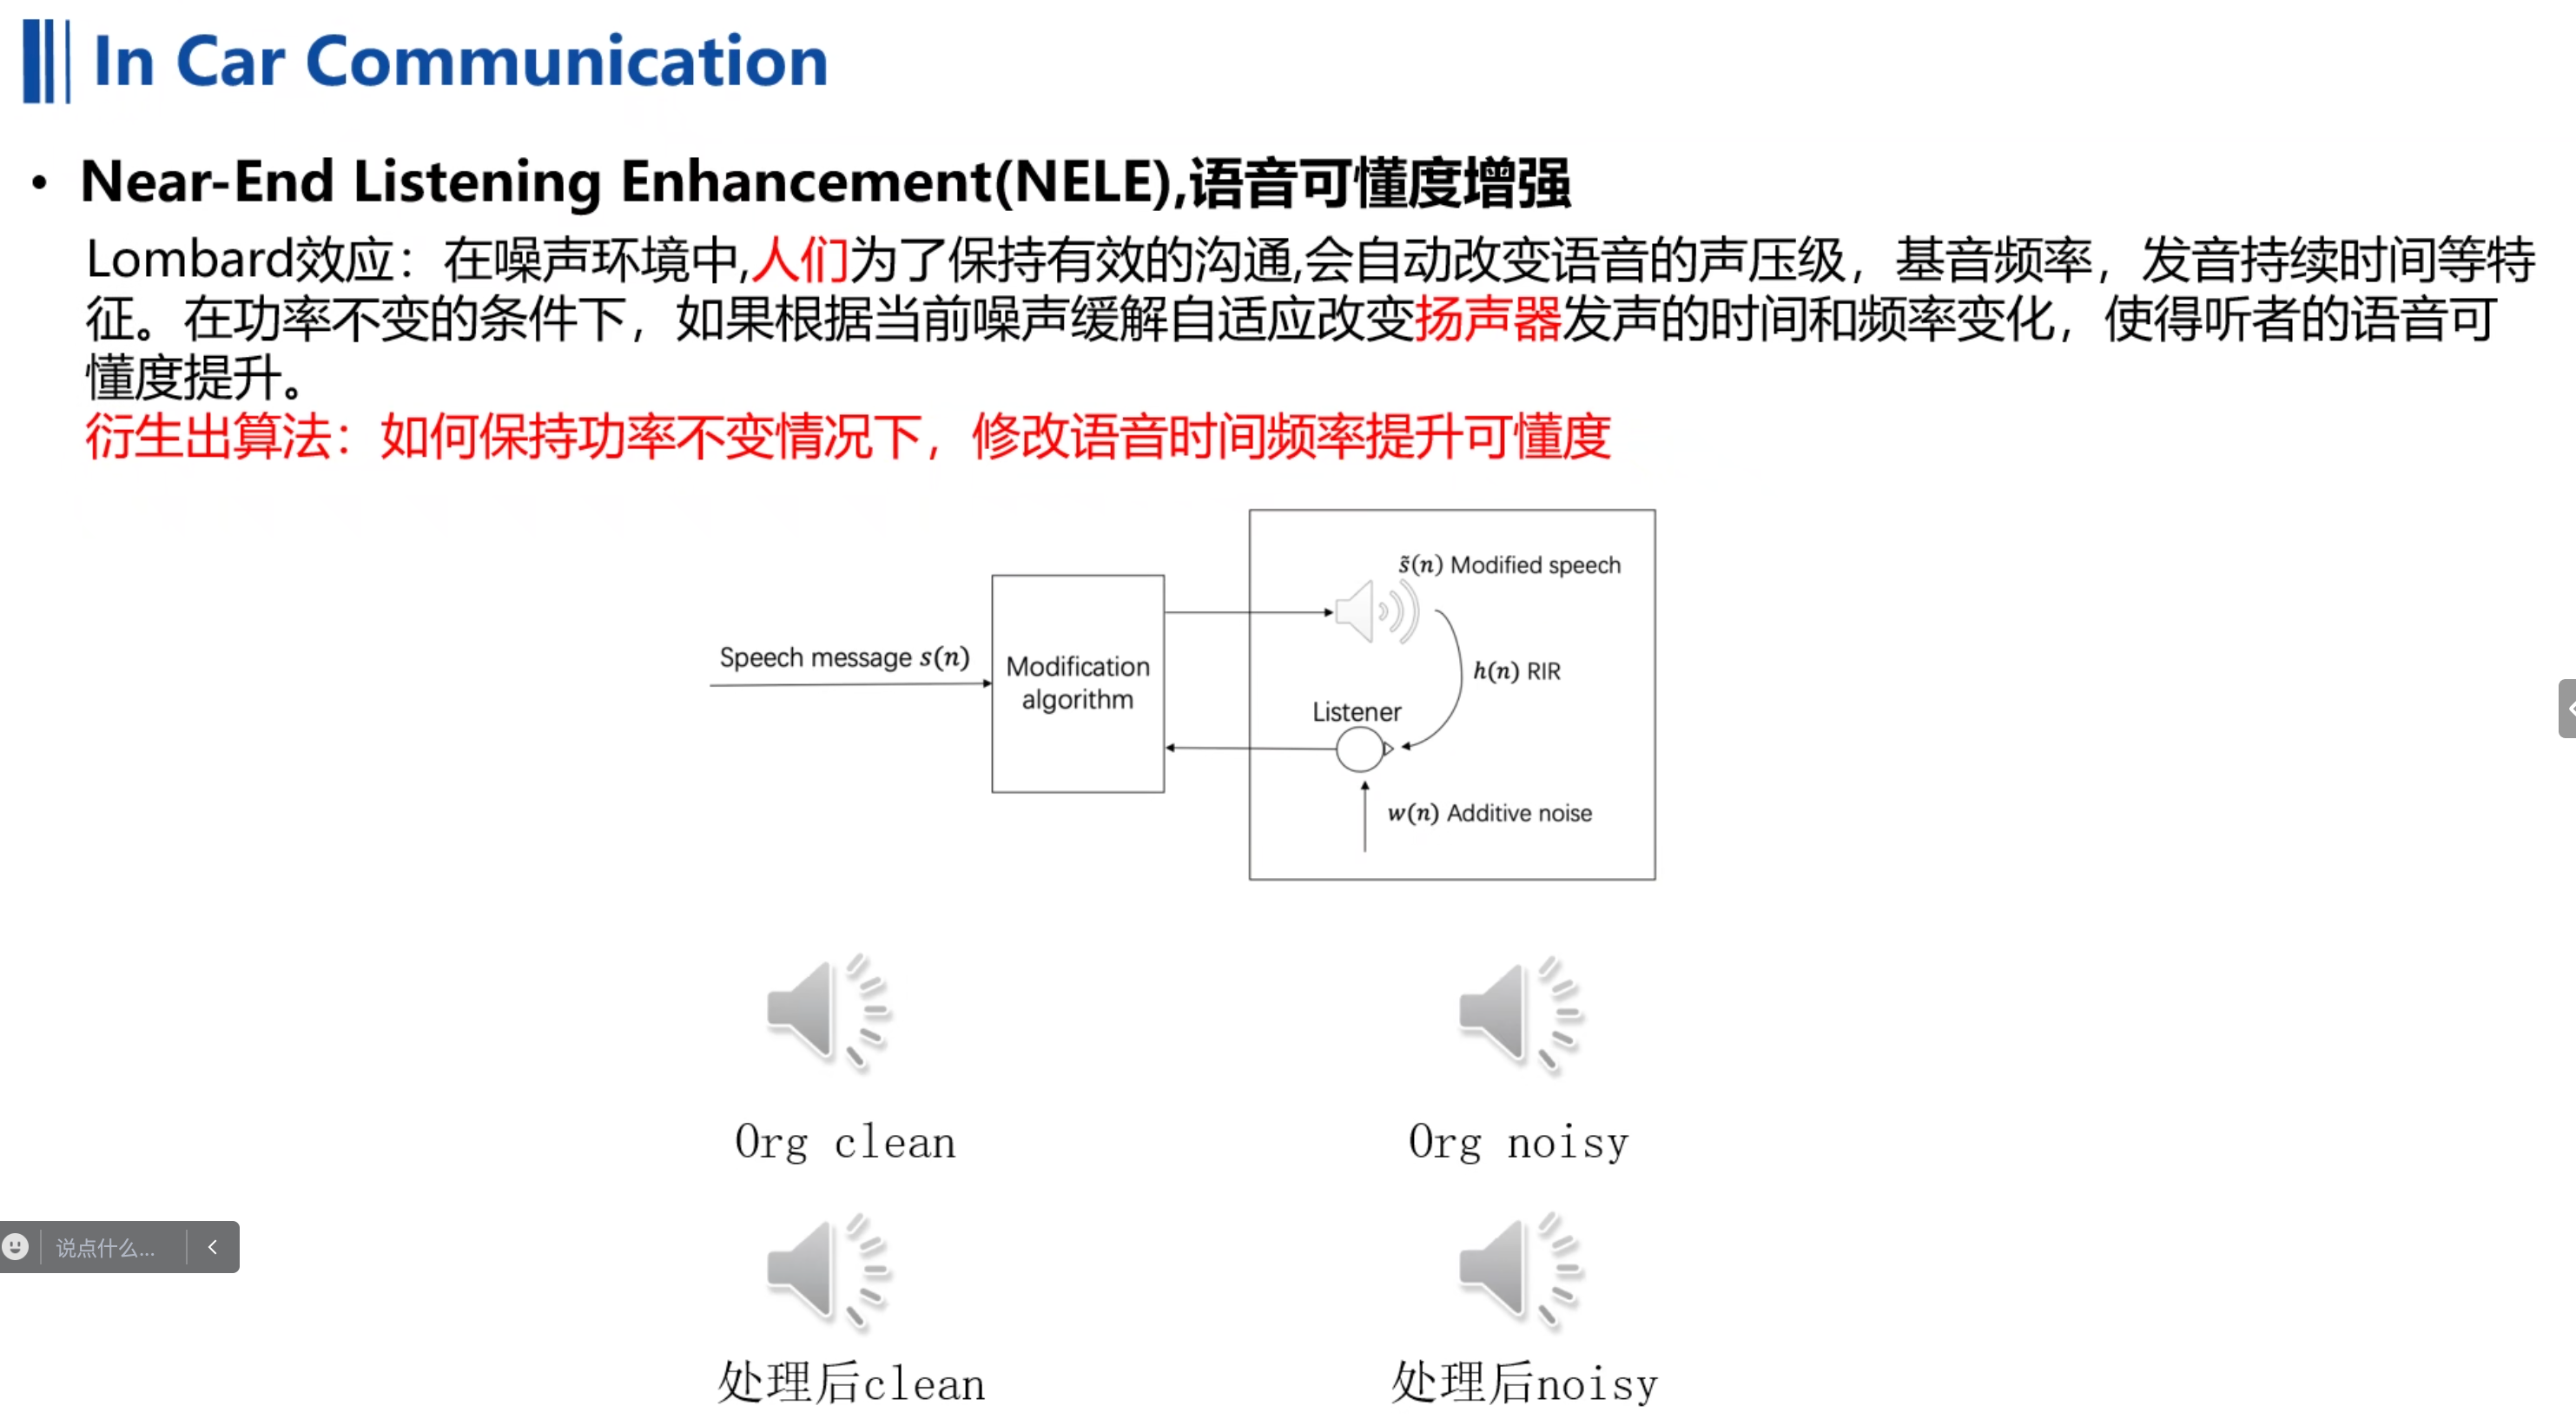 In Car Communication
• Near-End Listening Enhancement(NELE),语音可懂度增强
Lombard效应：在噪声环境中,人们为了保持有效的沟通,会自动改变语音的声压级，基音频率，发音持续时间等特
征。在功率不变的条件下，如果根据当前噪声缓解自适应改变扬声器发声的时间和频率变化，使得听者的语音可
懂度提升。
衍生出算法：如何保持功率不变情况下，修改语音时间频率提升可懂度
s̃(n) Modified speech
Speech message s(n)
Modification
algorithm
h(n) RIR
Listener
w(n) Additive noise
Org clean
Org noisy
说点什么...
处理后clean
处理后noisy